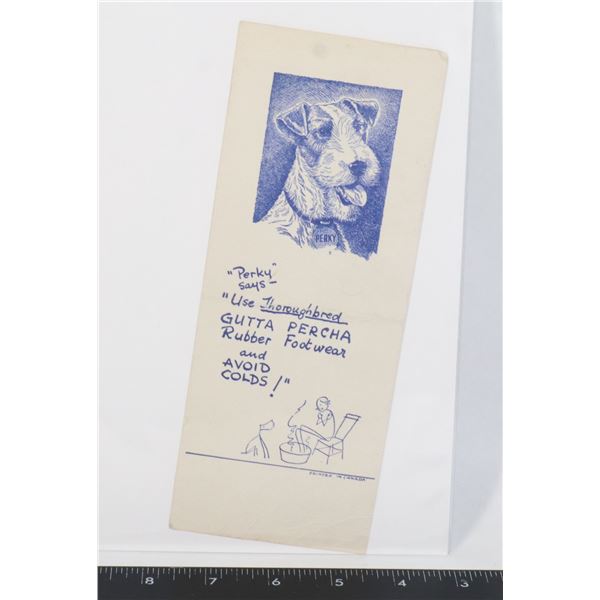 PERKY
"Perky"
says—
"Use Thoroughbred
GUTTA PERCHA
Rubber Footwear
and
AVOID
COLDS!"
PRINTED IN CANADA
8 7 6 5 4 3